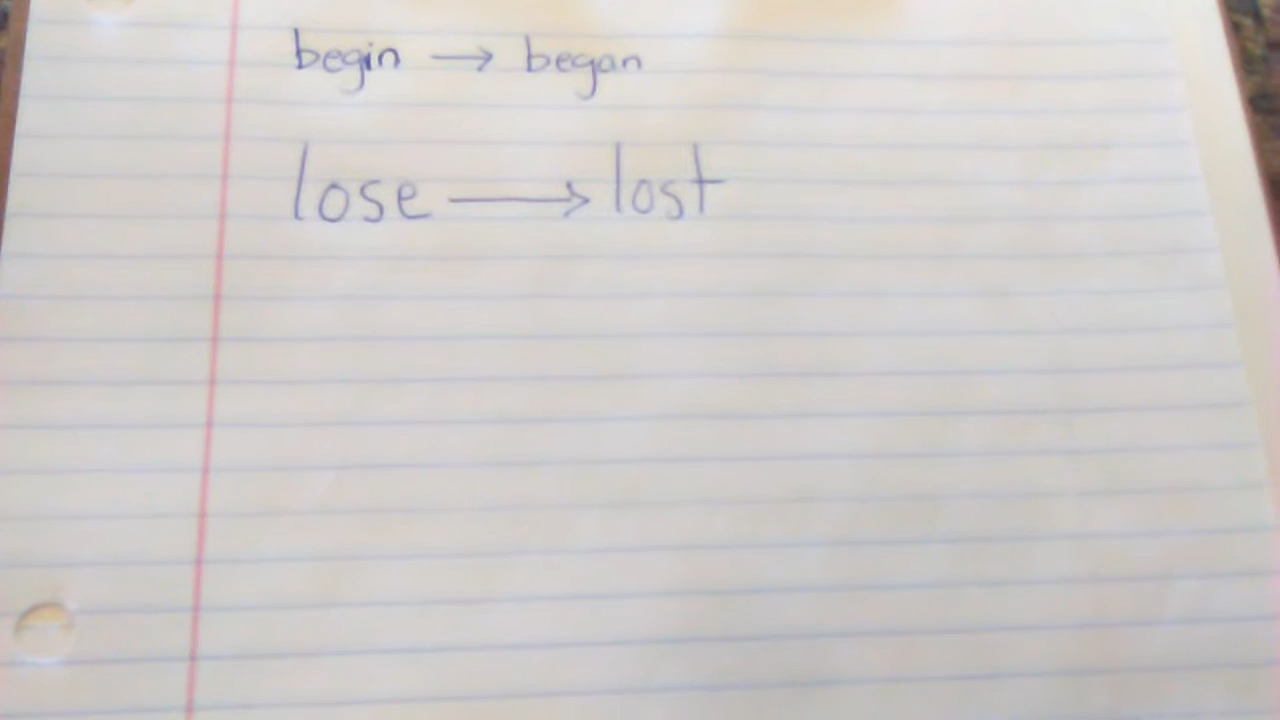 begin → began
lose → lost